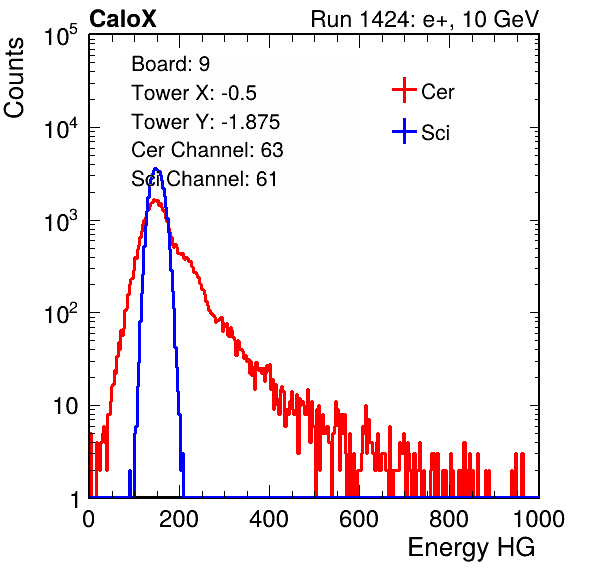 CaloX Run 1424: e+, 10 GeV
Counts
Board: 9
Tower X: -0.5
Tower Y: -1.875
Cer Channel: 63
Sci Channel: 61
Cer
Sci
10^5
10^4
10^3
10^2
10
1
0 200 400 600 800 1000
Energy HG